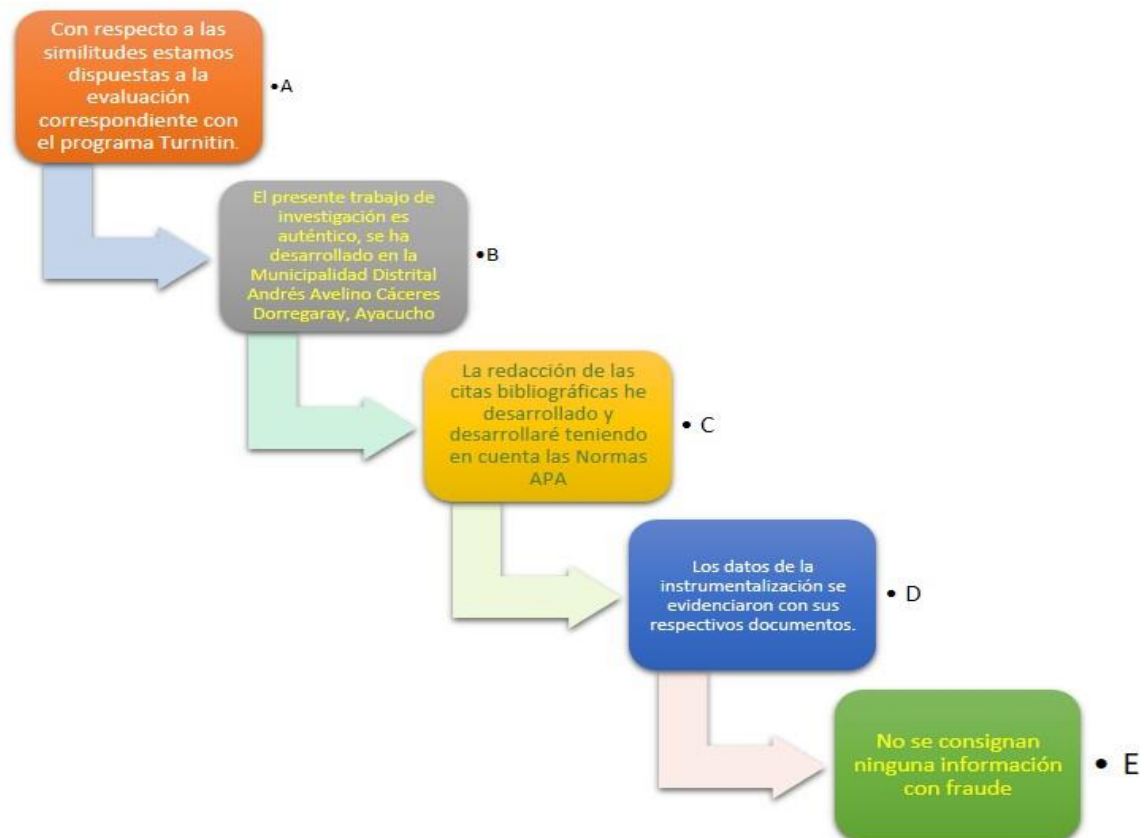 Con respecto a las
similitudes estamos
dispuestas a la
evaluación
correspondiente con
el programa Turnitin.
•A
El presente trabajo de
investigación es
auténtico, se ha
desarrollado en la
Municipalidad Distrital
Andrés Avelino Cáceres
Dorregaray, Ayacucho
•B
La redacción de las
citas bibliográficas he
desarrollado y
desarrollaré teniendo
en cuenta las Normas
APA
• C
Los datos de la
instrumentalización se
evidenciaron con sus
respectivos documentos.
• D
No se consignan
ninguna información
con fraude
• E